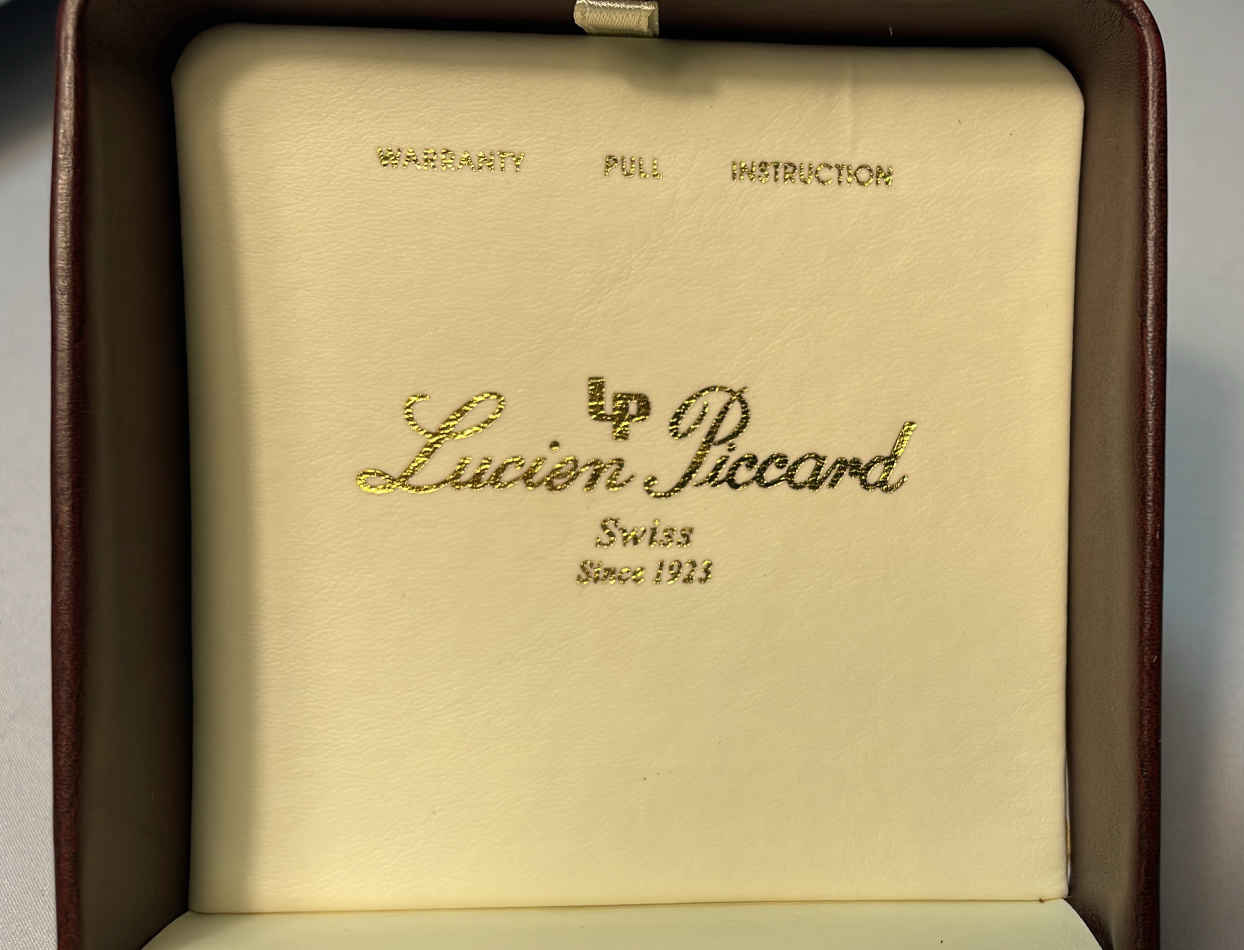 WARRANTY PULL INSTRUCTION
LP
Lucien Piccard
Swiss
Since 1923